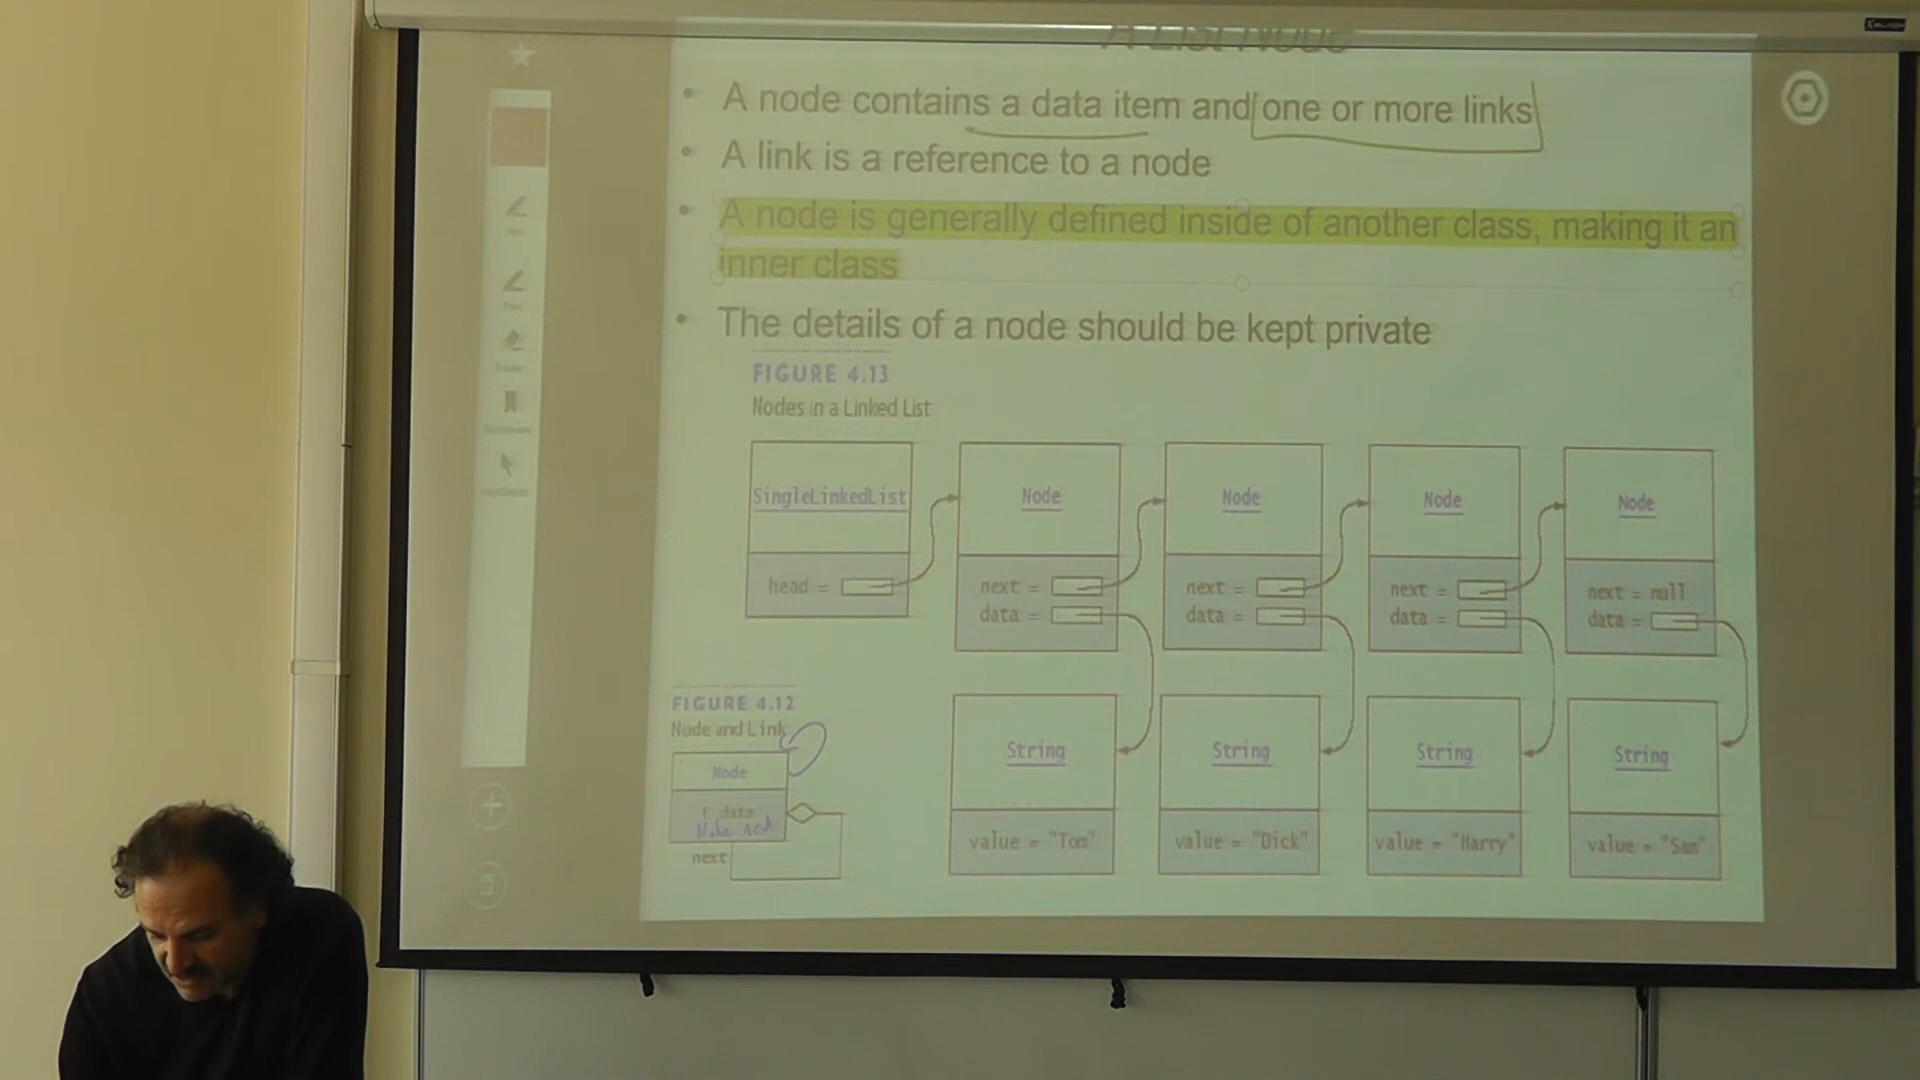 A List Node
• A node contains a data item and one or more links
• A link is a reference to a node
• A node is generally defined inside of another class, making it an
inner class
• The details of a node should be kept private
FIGURE 4.13
Nodes in a Linked List
SingleLinkedList
Node
Node
Node
Node
head =
next =
next =
next =
next = null
data =
data =
data =
data =
FIGURE 4.12
Node and Link
Node
E data
next
String
String
String
String
value = "Tom"
value = "Dick"
value = "Harry"
value = "Sam"